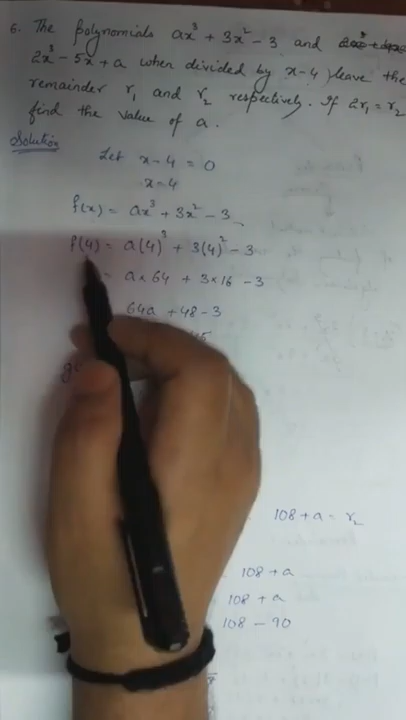 6. The polynomials ax³ + 3x² - 3 and
2x³ - 5x + a when divided by x-4 leave the
remainder r₁ and r₂ respectively. If 2r₁ = r₂
find the value of a.
Solution
Let x-4 = 0
x = 4
f(x) = ax³ + 3x² - 3
f(4) = a(4)³ + 3(4)² - 3
= a×64 + 3×16 - 3
64a + 48 - 3
108 + a = r₂
108 + a
108 + a
108 - 90